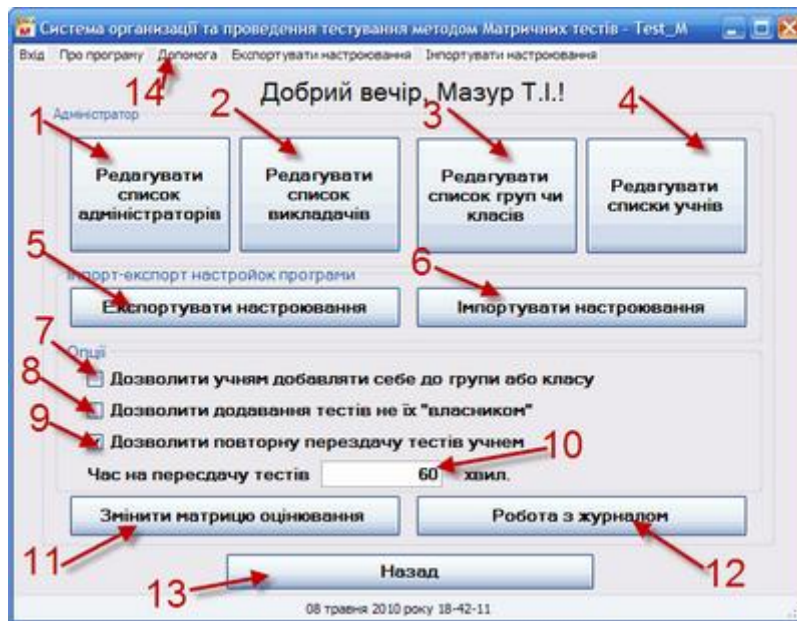 Система організації та проведення тестування методом Матричних тестів - Test_M
Вхід Про програму Допомога Експортувати настроювання Імпортувати настроювання
14
Добрий вечір, Мазур Т.І.!
Адміністратор
1
2
3
4
Редагувати
список
адміністраторів
Редагувати
список
викладачів
Редагувати
список груп чи
класів
Редагувати
списки учнів
5
6
Імпорт-експорт настройок програми
Експортувати настроювання
Імпортувати настроювання
7
Опції
Дозволити учням добавляти себе до групи або класу
8
Дозволити додавання тестів не їх "власником"
9
Дозволити повторну перездачу тестів учнем
10
Час на пересдачу тестів 60 хвил.
Змінити матрицю оцінювання
Робота з журналом
11
12
13
Назад
08 травня 2010 року 18-42-11